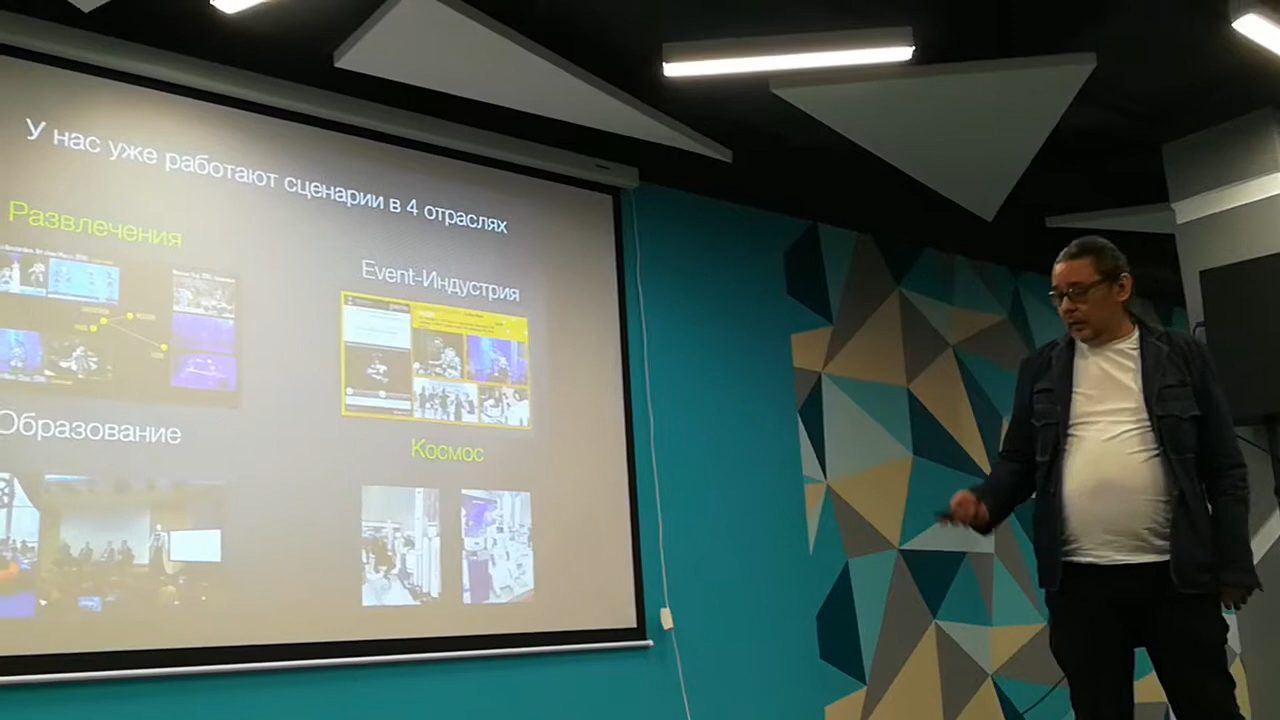 У нас уже работают сценарии в 4 отраслях
Развлечения
Event-Индустрия
Образование
Космос